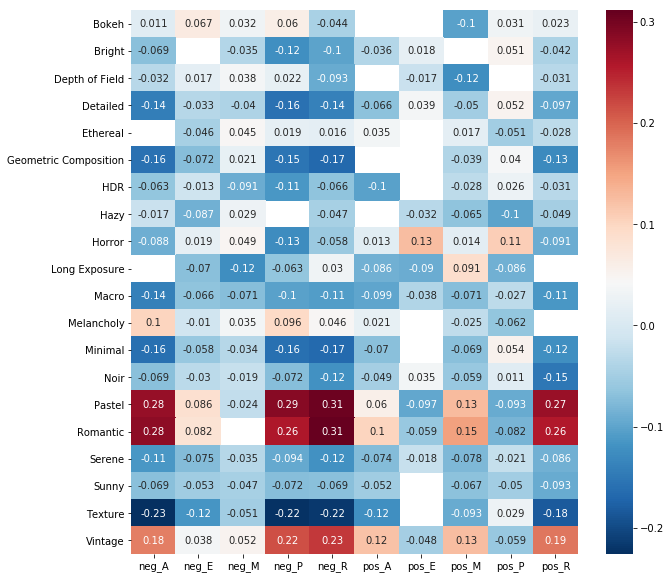 Bokeh 0.011 0.067 0.032 0.06 -0.044 -0.1 0.031 0.023
Bright -0.069 -0.035 -0.12 -0.1 -0.036 0.018 0.051 -0.042
Depth of Field -0.032 0.017 0.038 0.022 -0.093 -0.017 -0.12 -0.031
Detailed -0.14 -0.033 -0.04 -0.16 -0.14 -0.066 0.039 -0.05 0.052 -0.097
Ethereal -0.046 0.045 0.019 0.016 0.035 0.017 -0.051 -0.028
Geometric Composition -0.16 -0.072 0.021 -0.15 -0.17 -0.039 0.04 -0.13
HDR -0.063 -0.013 -0.091 -0.11 -0.066 -0.1 -0.028 0.026 -0.031
Hazy -0.017 -0.087 0.029 -0.047 -0.032 -0.065 -0.1 -0.049
Horror -0.088 0.019 0.049 -0.13 -0.058 0.013 0.13 0.014 0.11 -0.091
Long Exposure -0.07 -0.12 -0.063 0.03 -0.086 -0.09 0.091 -0.086
Macro -0.14 -0.066 -0.071 -0.1 -0.11 -0.099 -0.038 -0.071 -0.027 -0.11
Melancholy 0.1 -0.01 0.035 0.096 0.046 0.021 -0.025 -0.062
Minimal -0.16 -0.058 -0.034 -0.16 -0.17 -0.07 -0.069 0.054 -0.12
Noir -0.069 -0.03 -0.019 -0.072 -0.12 -0.049 0.035 -0.059 0.011 -0.15
Pastel 0.28 0.086 -0.024 0.29 0.31 0.06 -0.097 0.13 -0.093 0.27
Romantic 0.28 0.082 0.26 0.31 0.1 -0.059 0.15 -0.082 0.26
Serene -0.11 -0.075 -0.035 -0.094 -0.12 -0.074 -0.018 -0.078 -0.021 -0.086
Sunny -0.069 -0.053 -0.047 -0.072 -0.069 -0.052 -0.067 -0.05 -0.093
Texture -0.23 -0.12 -0.051 -0.22 -0.22 -0.12 -0.093 0.029 -0.18
Vintage 0.18 0.038 0.052 0.22 0.23 0.12 -0.048 0.13 -0.059 0.19
neg_A neg_E neg_M neg_P neg_R pos_A pos_E pos_M pos_P pos_R
0.3
0.2
0.1
0.0
-0.1
-0.2